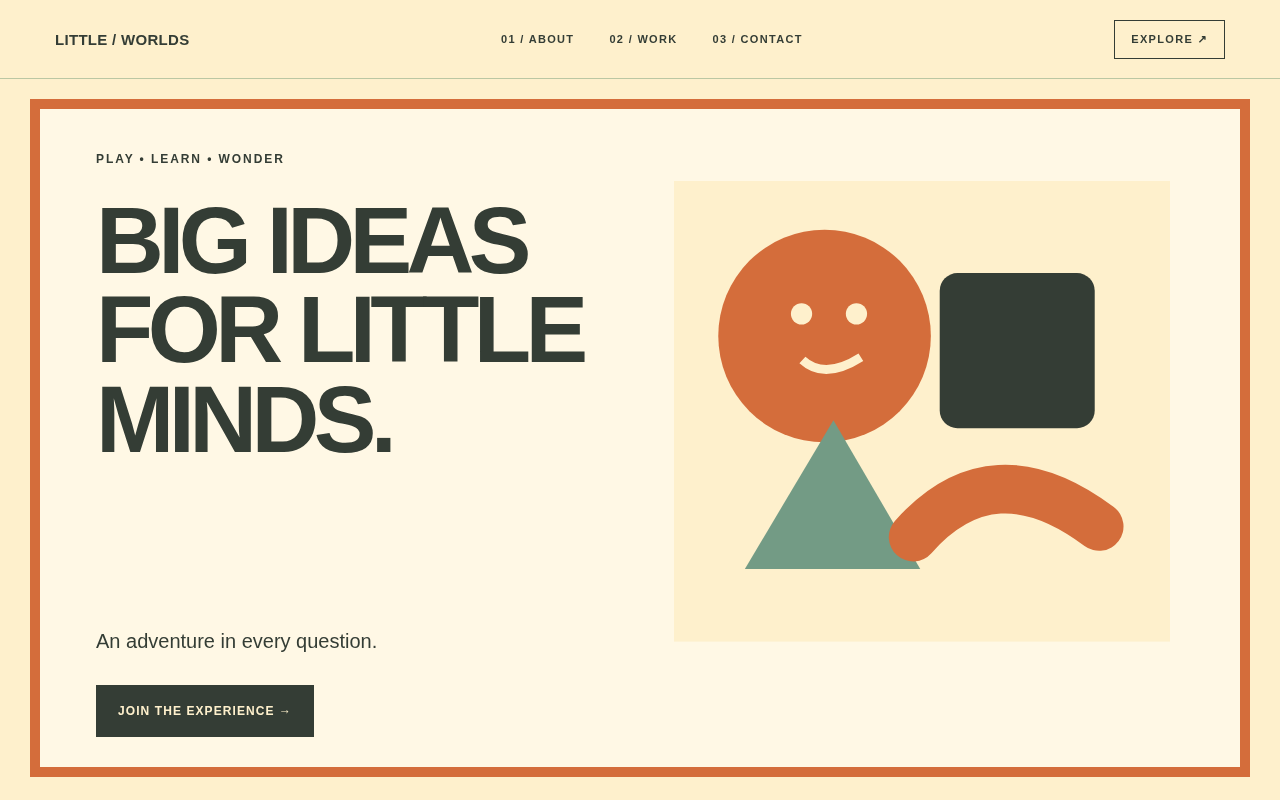 LITTLE / WORLDS
01 / ABOUT
02 / WORK
03 / CONTACT
EXPLORE ↗
PLAY • LEARN • WONDER
BIG IDEAS
FOR LITTLE
MINDS.
An adventure in every question.
JOIN THE EXPERIENCE →